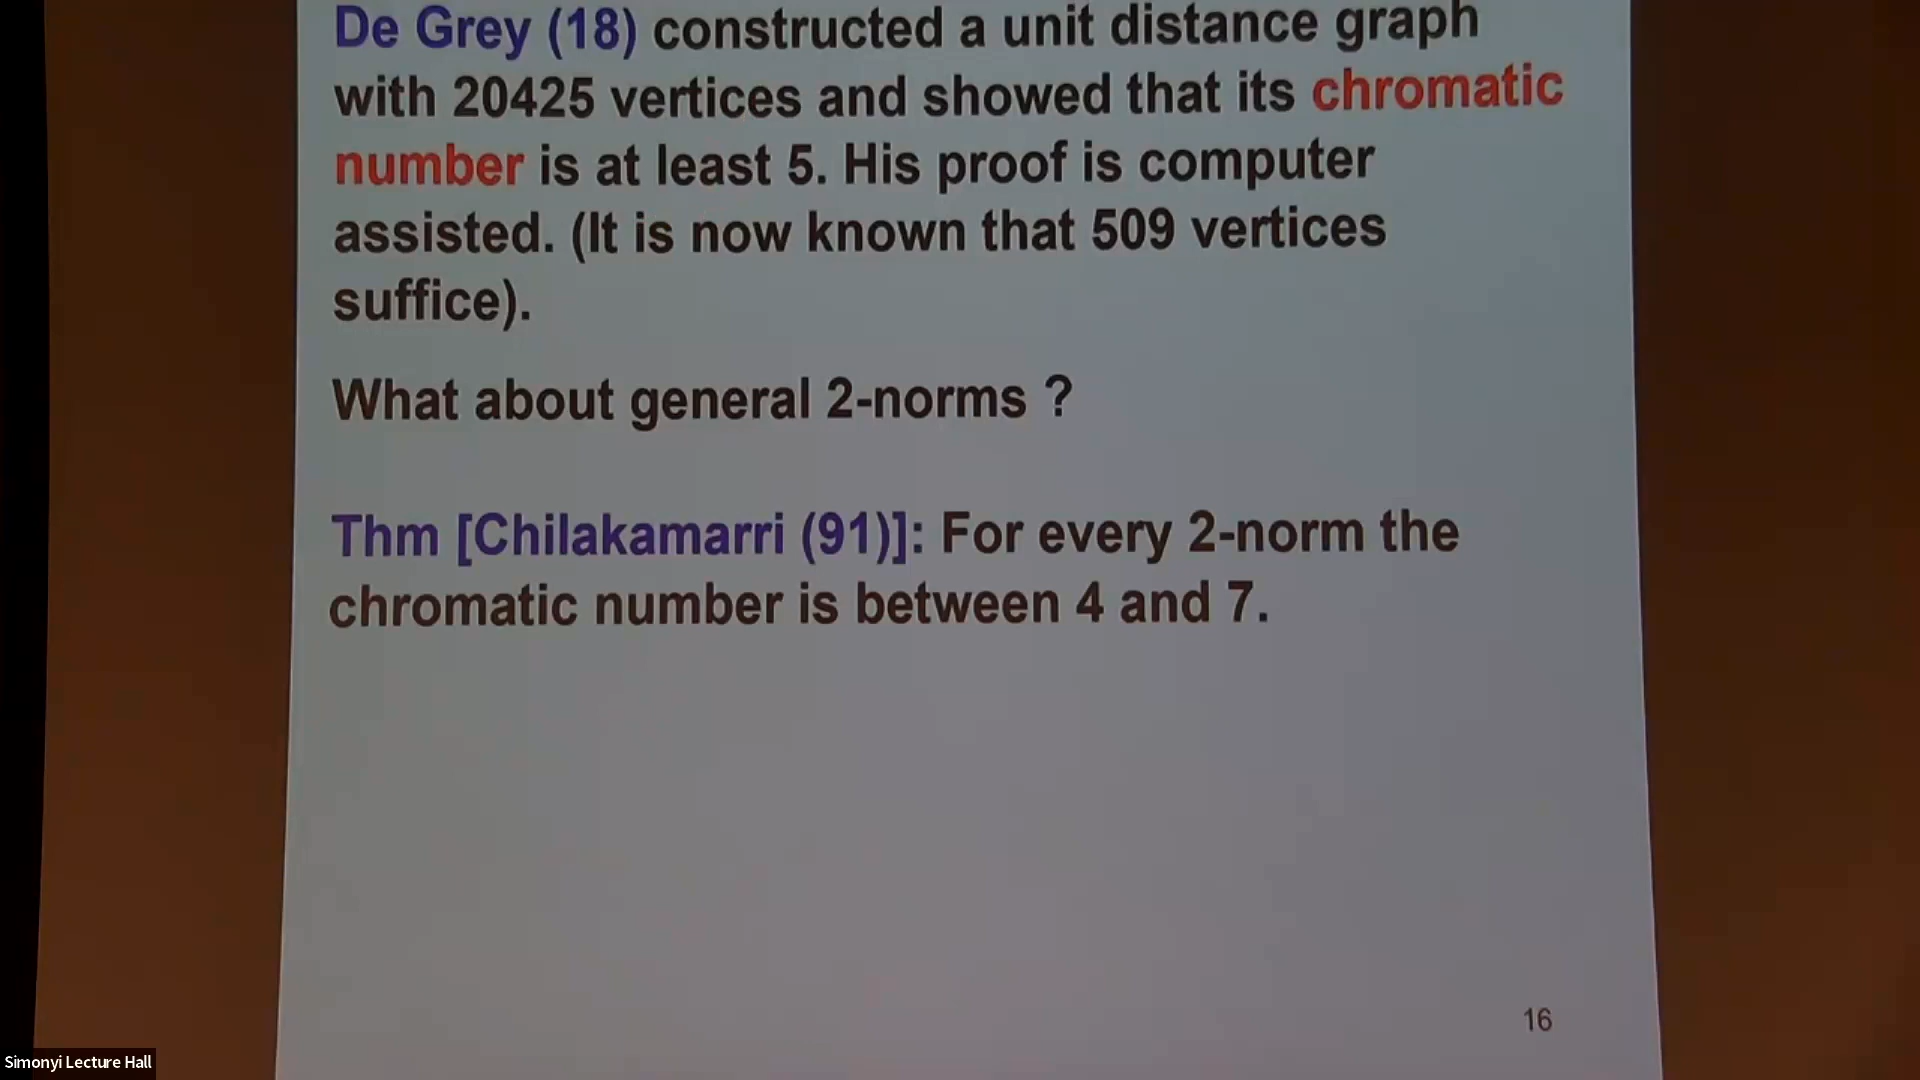 De Grey (18) constructed a unit distance graph
with 20425 vertices and showed that its chromatic
number is at least 5. His proof is computer
assisted. (It is now known that 509 vertices
suffice).
What about general 2-norms ?
Thm [Chilakamarri (91)]: For every 2-norm the
chromatic number is between 4 and 7.
16
Simonyi Lecture Hall